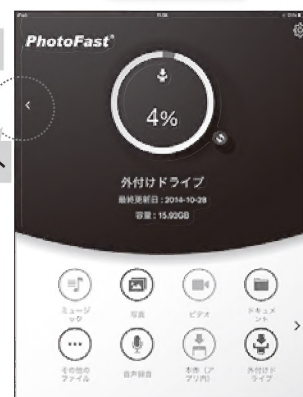 iPad
11:36
PhotoFast®
4%
外付けドライブ
最終更新日：2014-10-28
容量：15.93GB
ミュージ
ック
写真
ビデオ
ドキュメ
ント
その他の
ファイル
音声録音
本体（ア
プリ内）
外付けド
ライブ